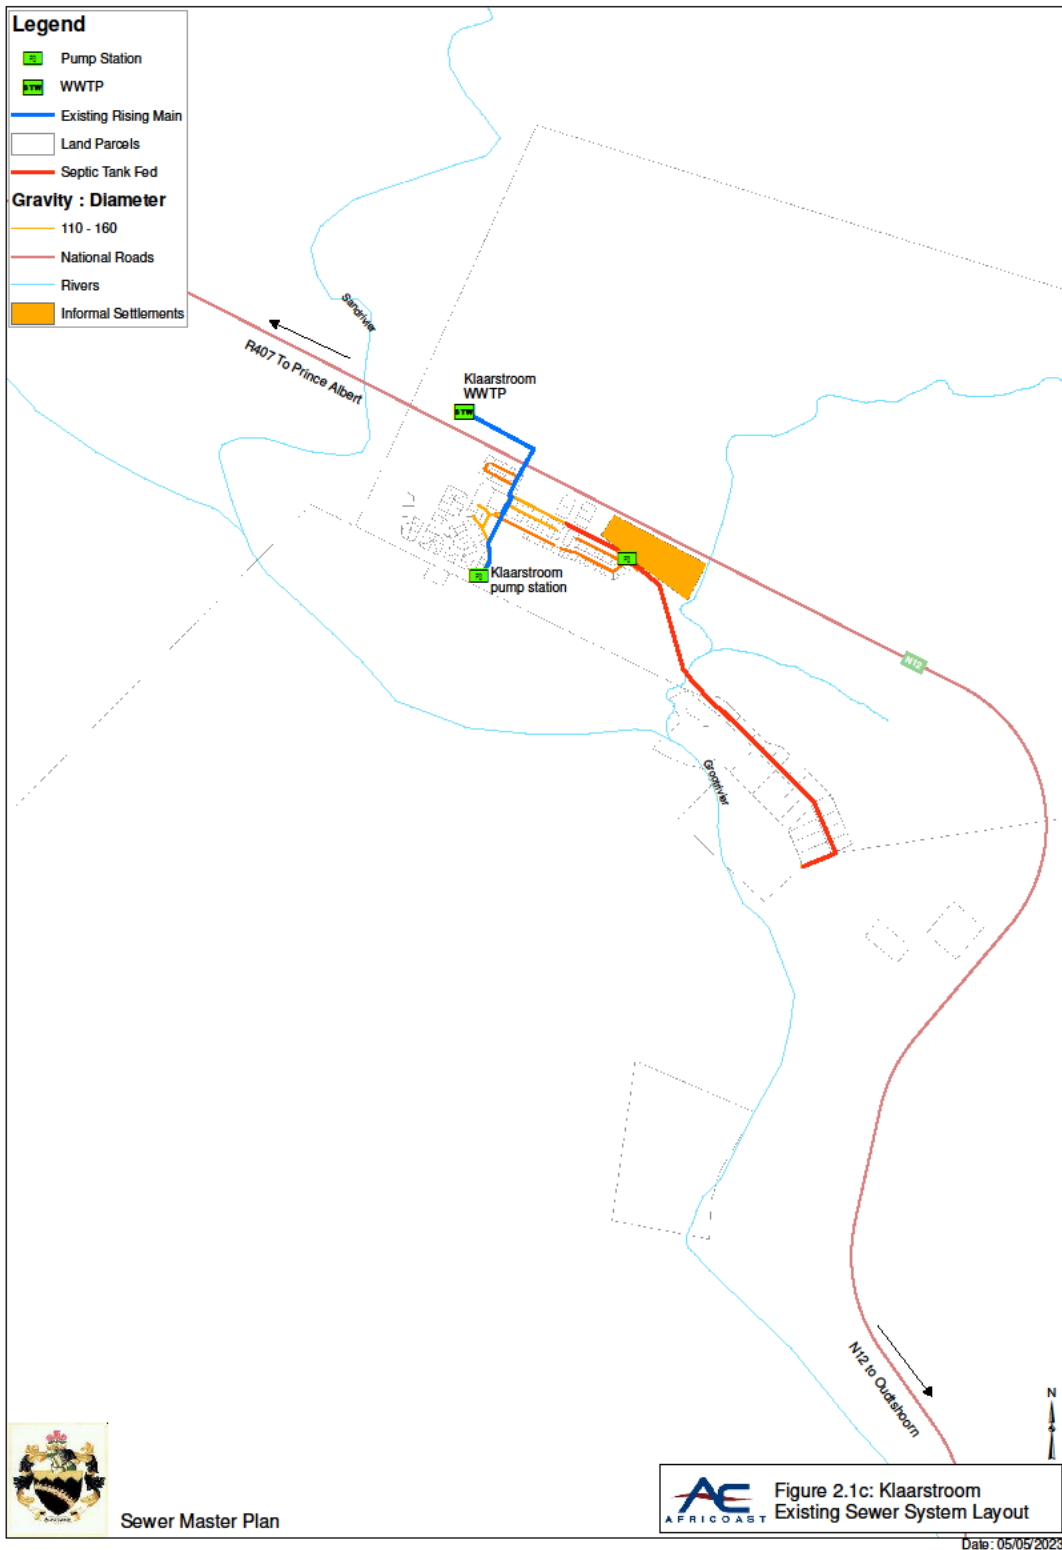 Legend
Pump Station
STW WWTP
Existing Rising Main
Land Parcels
Septic Tank Fed
Gravity : Diameter
110 - 160
National Roads
Rivers
Informal Settlements
Sandrivier
R407 To Prince Albert
Klaarstroom
WWTP
STW
Klaarstroom
pump station
N12
Grootrivier
N12 to Oudtshoorn
N
Sewer Master Plan
AFRICOAST
Figure 2.1c: Klaarstroom
Existing Sewer System Layout
Date: 05/05/2023